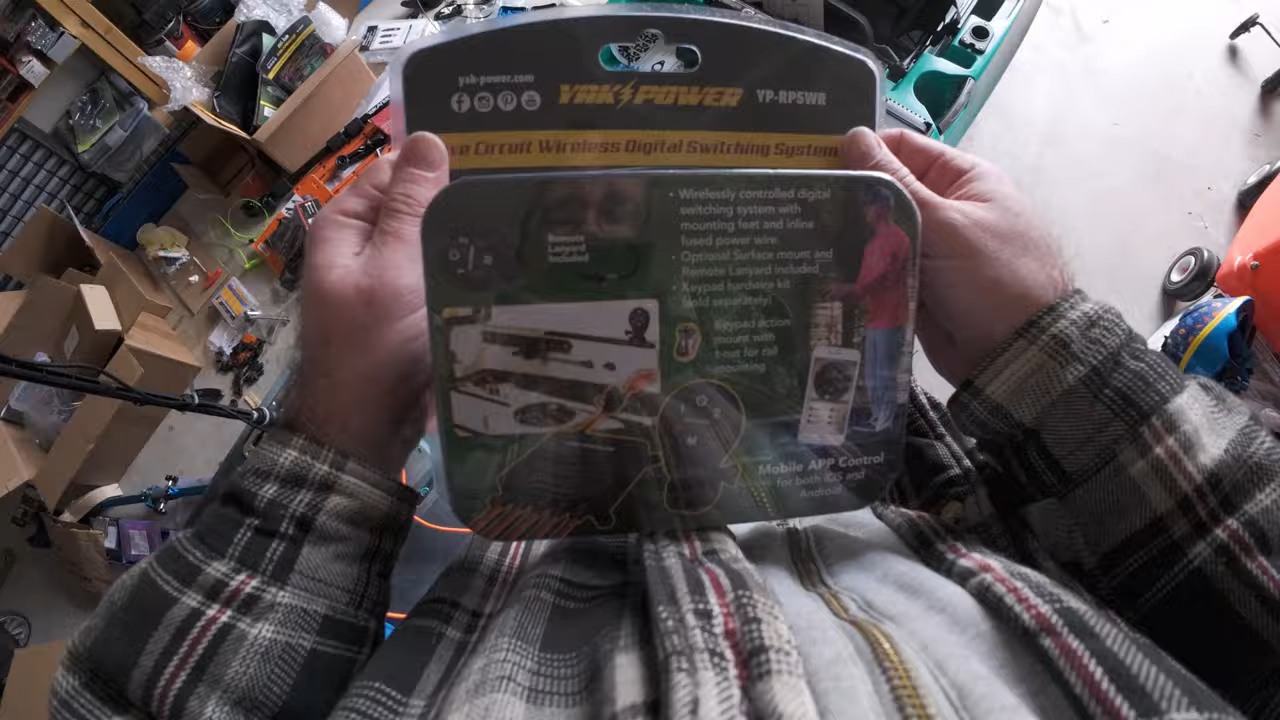 yak-power.com
YAK POWER YP-RP5WR
Circuit Wireless Digital Switching System
• Wirelessly controlled digital
switching system with
mounting feet and inline
fused power wire.
• Optional Surface mount and
Remote Lanyard included
• Keypad hardware kit
(sold separately)
Remote
Lanyard
Included
Keypad action
mount with
t-nut for rail
mounting
M
Mobile APP Control
for both iOS and
Android